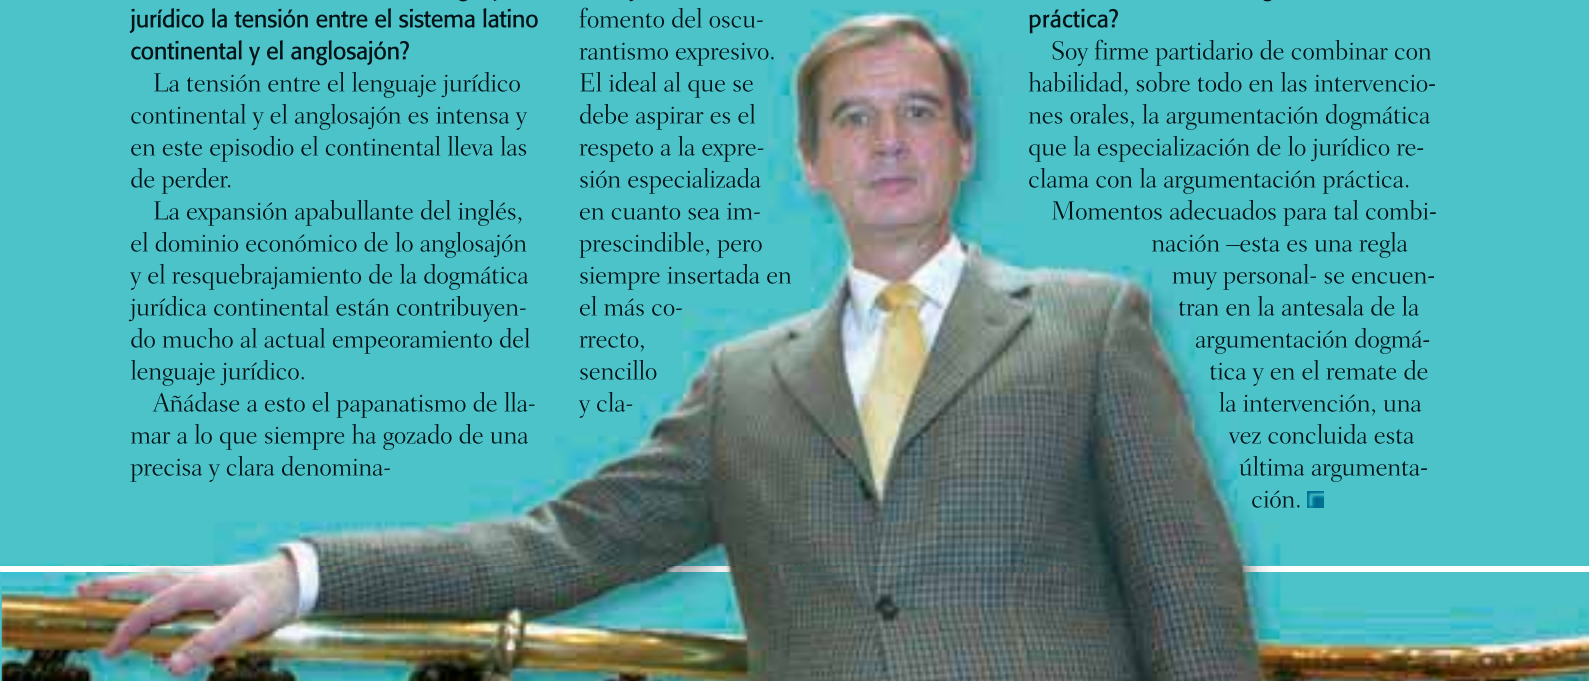 jurídico la tensión entre el sistema latino
continental y el anglosajón?
La tensión entre el lenguaje jurídico
continental y el anglosajón es intensa y
en este episodio el continental lleva las
de perder.
La expansión apabullante del inglés,
el dominio económico de lo anglosajón
y el resquebrajamiento de la dogmática
jurídica continental están contribuyen-
do mucho al actual empeoramiento del
lenguaje jurídico.
Añádase a esto el papanatismo de lla-
mar a lo que siempre ha gozado de una
precisa y clara denomina-
fomento del oscu-
rantismo expresivo.
El ideal al que se
debe aspirar es el
respeto a la expre-
sión especializada
en cuanto sea im-
prescindible, pero
siempre insertada en
el más co-
rrecto,
sencillo
y cla-
práctica?
Soy firme partidario de combinar con
habilidad, sobre todo en las intervencio-
nes orales, la argumentación dogmática
que la especialización de lo jurídico re-
clama con la argumentación práctica.
Momentos adecuados para tal combi-
nación –esta es una regla
muy personal- se encuen-
tran en la antesala de la
argumentación dogmá-
tica y en el remate de
la intervención, una
vez concluida esta
última argumenta-
ción.